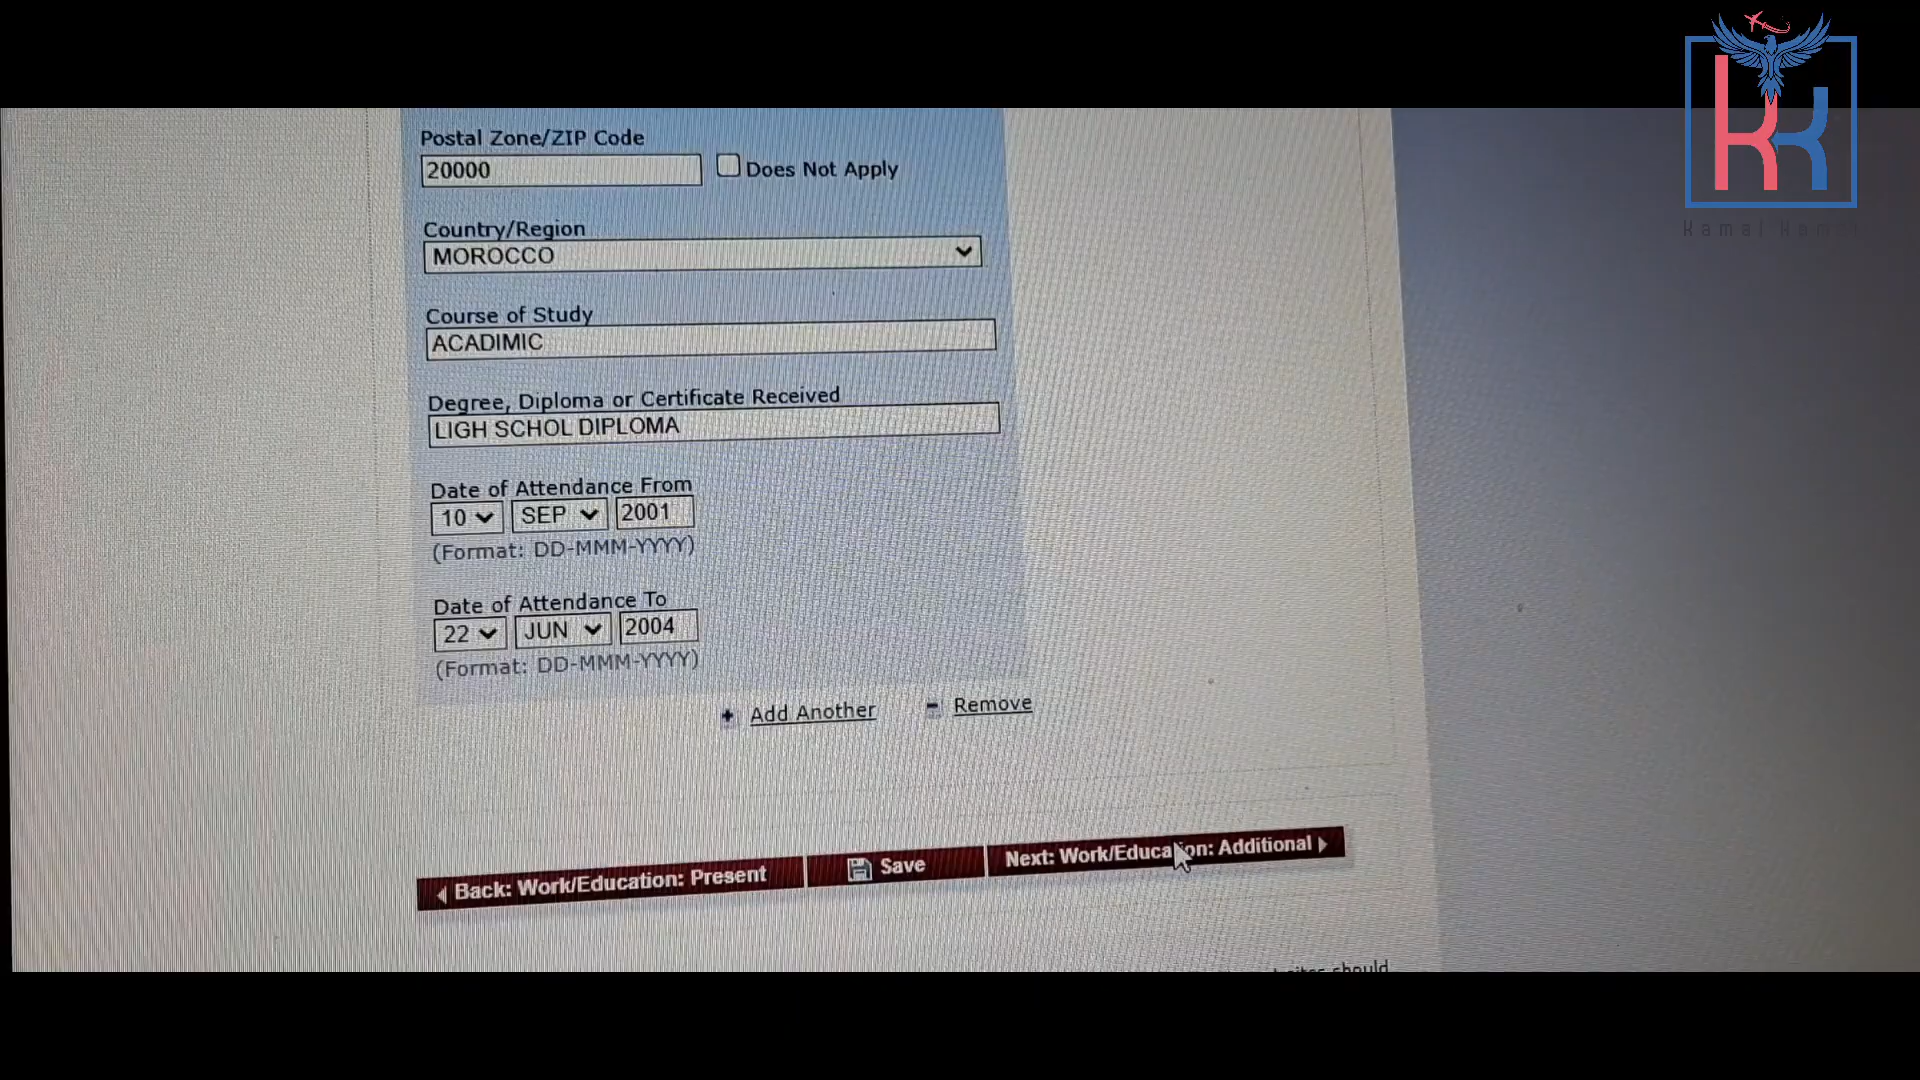 Postal Zone/ZIP Code
20000 Does Not Apply
Country/Region
MOROCCO
Course of Study
ACADIMIC
Degree, Diploma or Certificate Received
LIGH SCHOL DIPLOMA
Date of Attendance From
10 SEP 2001
(Format: DD-MMM-YYYY)
Date of Attendance To
22 JUN 2004
(Format: DD-MMM-YYYY)
Add Another Remove
Back: Work/Education: Present Save Next: Work/Education: Additional
should
Kamal